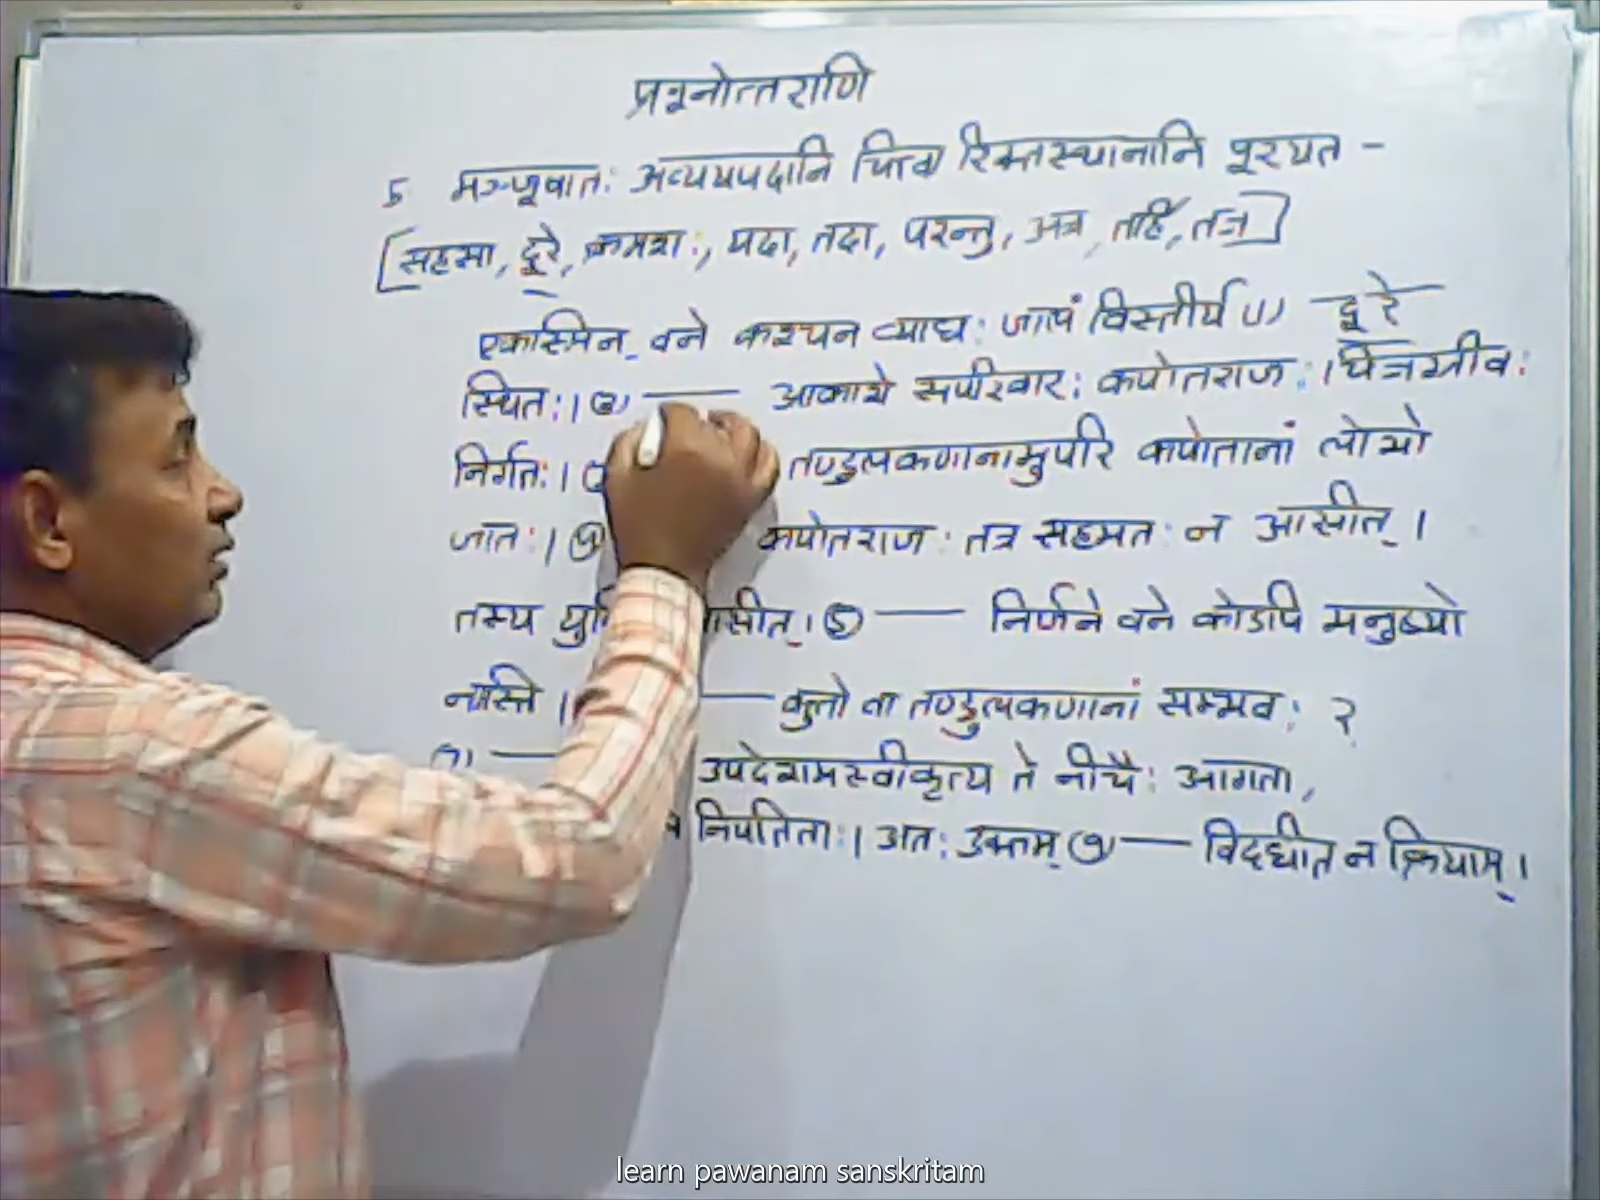 प्रश्नोत्तराणि
5. मञ्जूषातः अव्ययपदानि चित्वा रिक्तस्थानानि पूरयत -
[सहसा, दूरे, क्रमशः, यदा, तदा, परन्तु, अत्र, तर्हि, तत्र]
एकस्मिन् वने कश्चन व्याधः जालं विस्तीर्य (1) दूरे
स्थितः। (2) —— आकाशे सपरिवारः कपोतराजः। चित्रग्रीवः
निर्गतः। तण्डुलकणानामुपरि कपोतानां लोभो
जातः। कपोतराजः तत्र सहमतः न आसीत्।
तस्य (5) —— निर्जने वने कोऽपि मनुष्यो
नास्ति। —— कुतो वा तण्डुलकणानां सम्भवः ?
—— उपदेशमस्वीकृत्य ते नीचैः आगता,
निपतिताः। अतः उक्तम् —— विदधीत न क्रियाम्।
learn pawanam sanskritam